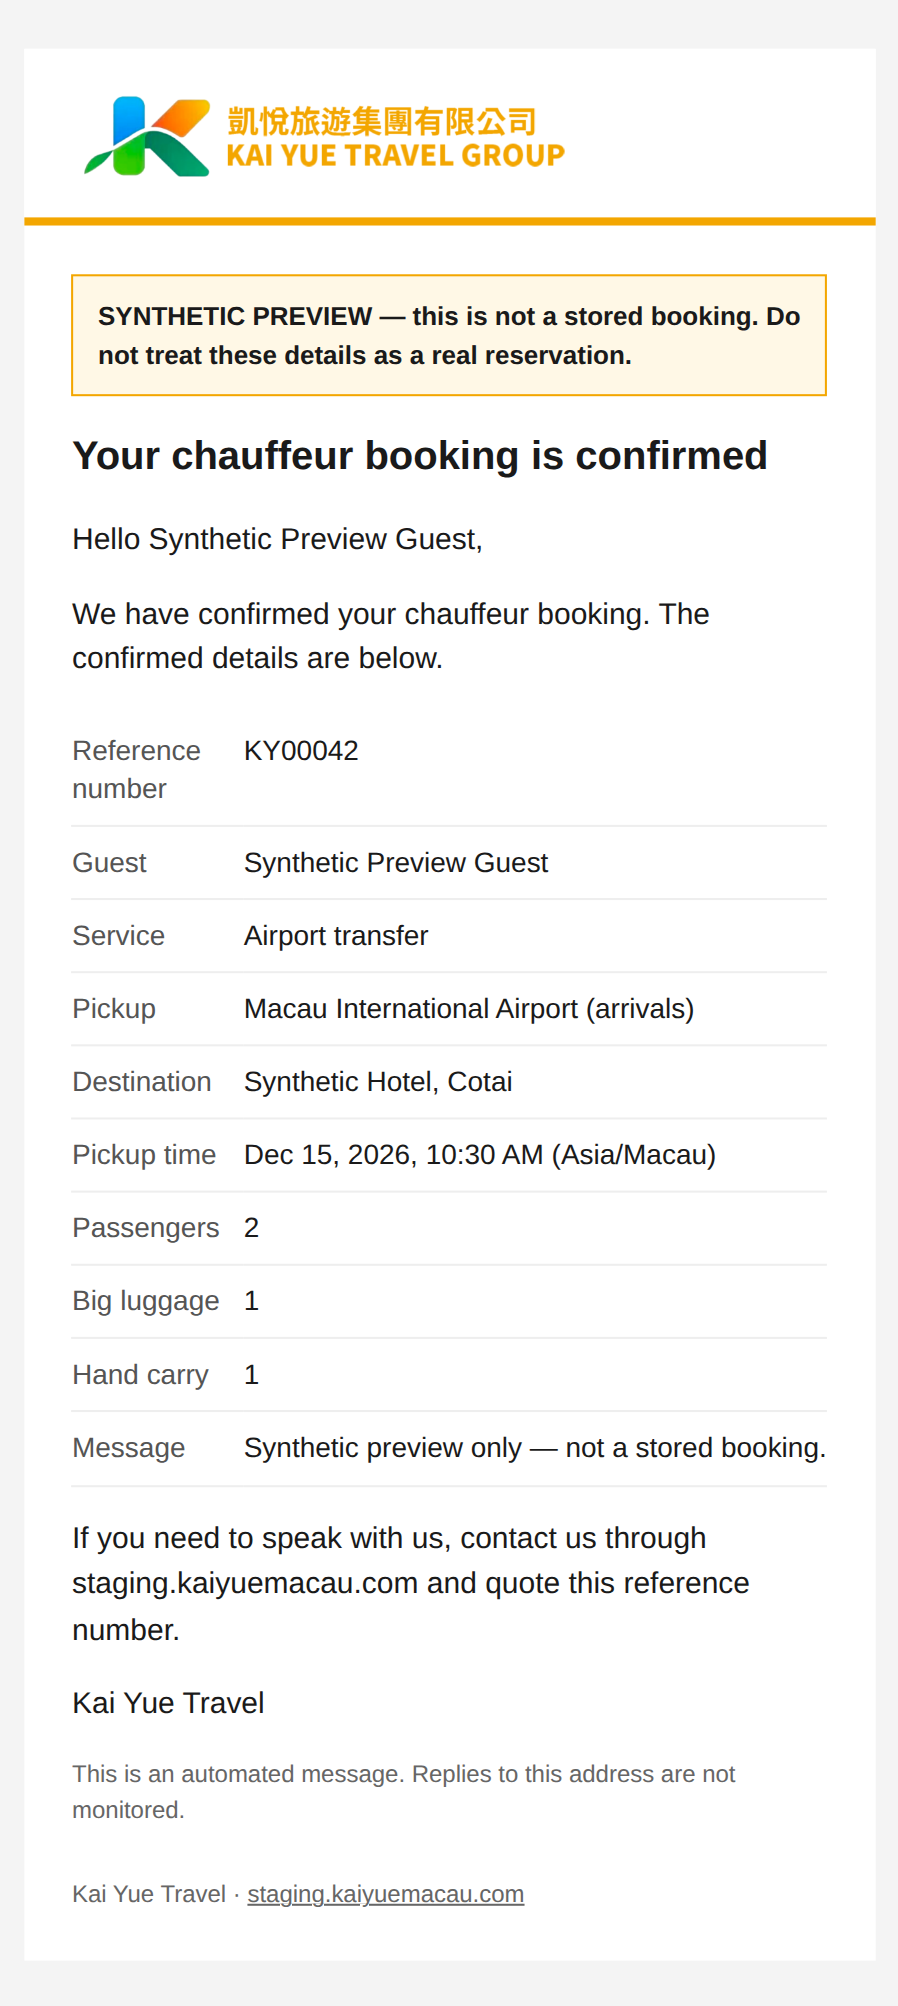 凱悅旅遊集團有限公司
KAI YUE TRAVEL GROUP
SYNTHETIC PREVIEW — this is not a stored booking. Do
not treat these details as a real reservation.
Your chauffeur booking is confirmed
Hello Synthetic Preview Guest,
We have confirmed your chauffeur booking. The
confirmed details are below.
Reference KY00042
number
Guest Synthetic Preview Guest
Service Airport transfer
Pickup Macau International Airport (arrivals)
Destination Synthetic Hotel, Cotai
Pickup time Dec 15, 2026, 10:30 AM (Asia/Macau)
Passengers 2
Big luggage 1
Hand carry 1
Message Synthetic preview only — not a stored booking.
If you need to speak with us, contact us through
staging.kaiyuemacau.com and quote this reference
number.
Kai Yue Travel
This is an automated message. Replies to this address are not
monitored.
Kai Yue Travel · staging.kaiyuemacau.com